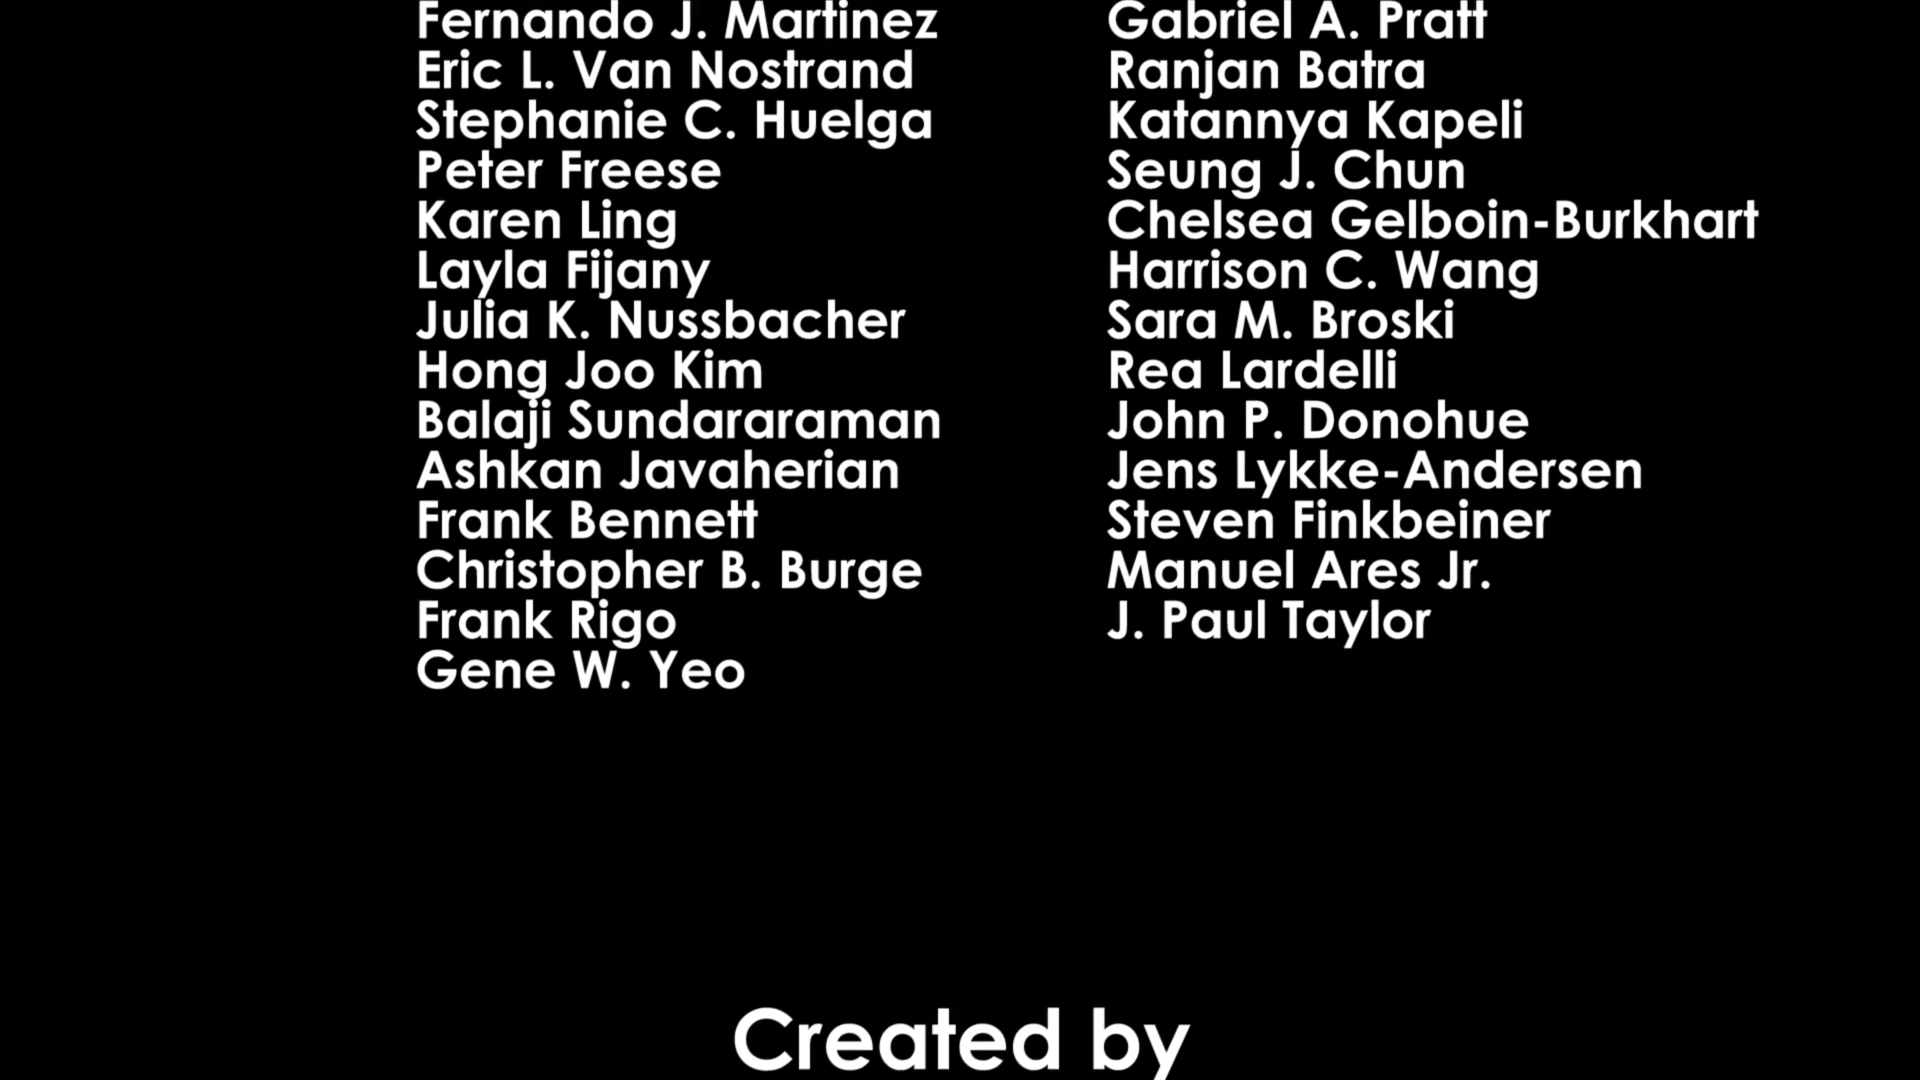 Fernando J. Martinez
Eric L. Van Nostrand
Stephanie C. Huelga
Peter Freese
Karen Ling
Layla Fijany
Julia K. Nussbacher
Hong Joo Kim
Balaji Sundararaman
Ashkan Javaherian
Frank Bennett
Christopher B. Burge
Frank Rigo
Gene W. Yeo
Gabriel A. Pratt
Ranjan Batra
Katannya Kapeli
Seung J. Chun
Chelsea Gelboin-Burkhart
Harrison C. Wang
Sara M. Broski
Rea Lardelli
John P. Donohue
Jens Lykke-Andersen
Steven Finkbeiner
Manuel Ares Jr.
J. Paul Taylor
Created by